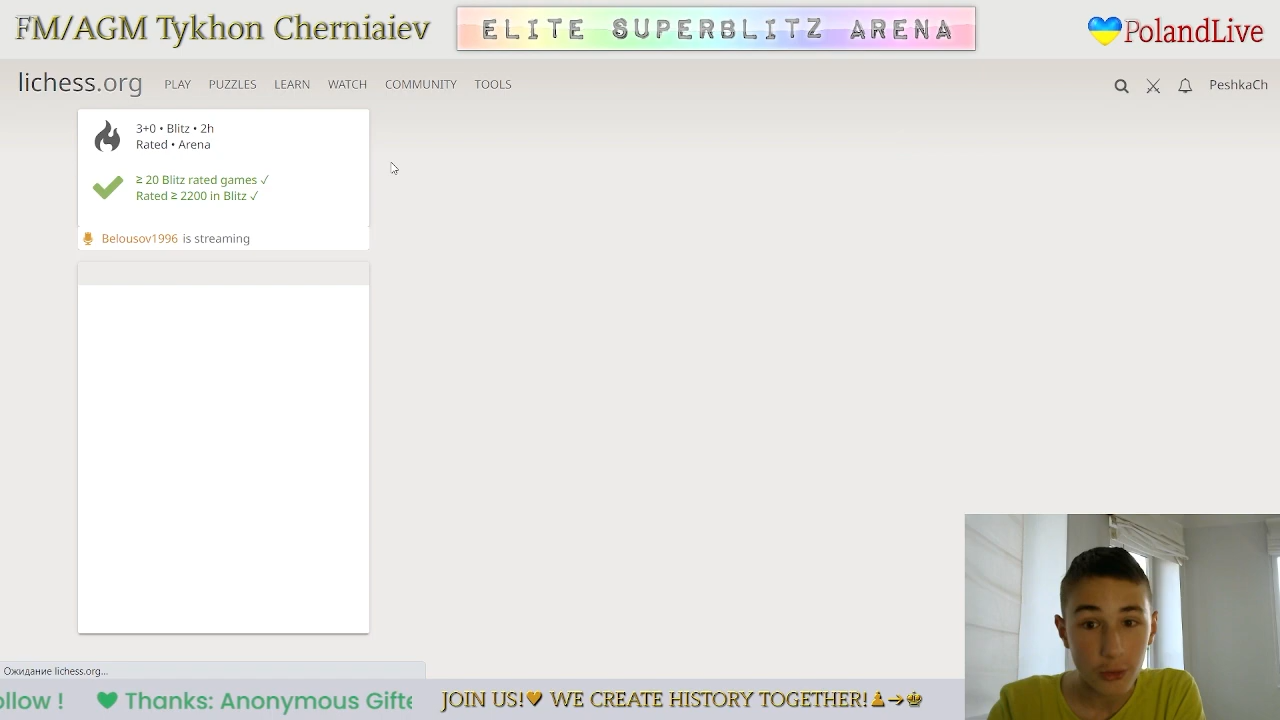 FM/AGM Tykhon Cherniaiev
ELITE SUPERBLITZ ARENA
PolandLive
lichess.org PLAY PUZZLES LEARN WATCH COMMUNITY TOOLS PeshkaCh
3+0 • Blitz • 2h
Rated • Arena
≥ 20 Blitz rated games ✓
Rated ≥ 2200 in Blitz ✓
Belousov1996 is streaming
Ожидание lichess.org...
ollow ! Thanks: Anonymous Gifte
JOIN US! WE CREATE HISTORY TOGETHER!